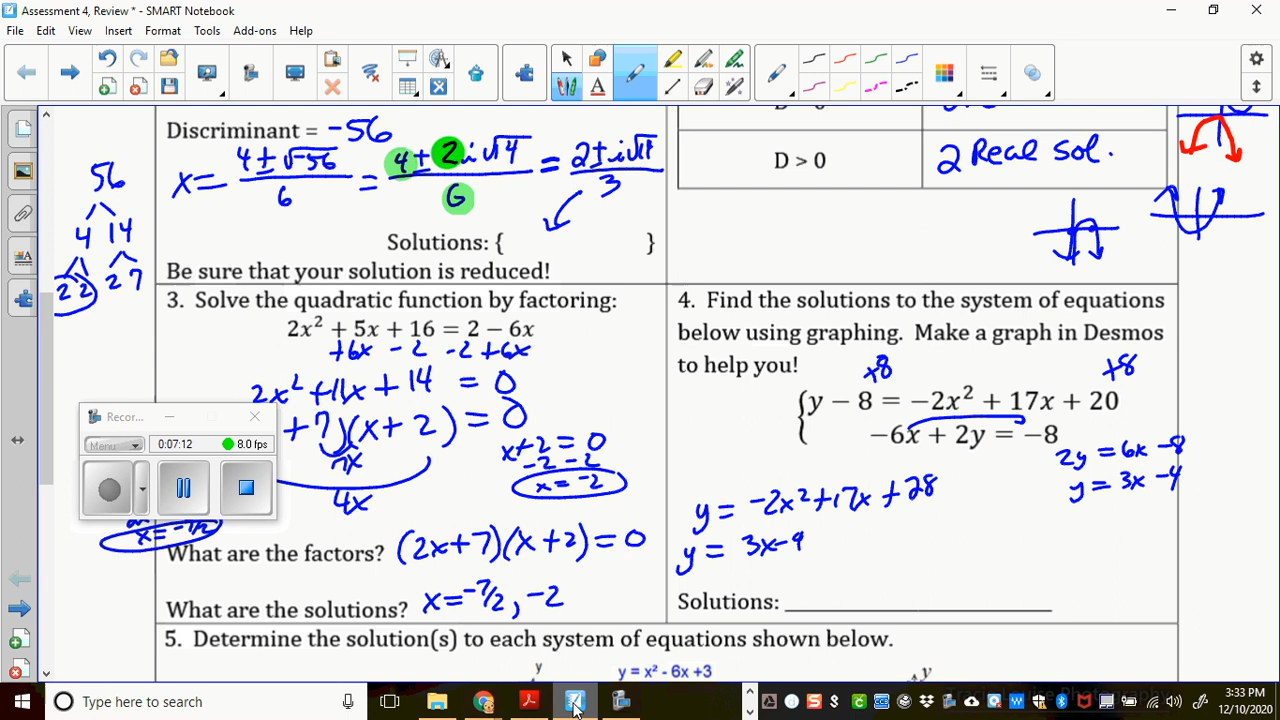 Assessment 4, Review * - SMART Notebook
File Edit View Insert Format Tools Add-ons Help
Discriminant = -56
x = 4 ± √-56 / 6 = 4 ± 2i√14 / 6 = 2 ± i√14 / 3
56
4 14
2 2 2 7
Solutions: { }
Be sure that your solution is reduced!
D > 0
2 Real Sol.
3. Solve the quadratic function by factoring:
2x² + 5x + 16 = 2 − 6x
+6x -2 -2 +6x
2x² + 11x + 14 = 0
+ 7)(x + 2) = 0
7x
4x
x+2 = 0
-2 -2
x = -2
x = -7/2
What are the factors? (2x+7)(x+2) = 0
What are the solutions? x = -7/2, -2
4. Find the solutions to the system of equations
below using graphing. Make a graph in Desmos
to help you!
+8 +8
y − 8 = −2x² + 17x + 20
−6x + 2y = −8
2y = 6x -8
y = 3x -4
y = -2x² + 17x + 28
y = 3x-4
Solutions: ____________________
5. Determine the solution(s) to each system of equations shown below.
y
y = x² - 6x +3
y
Recor...
Menu
0:07:12
8.0 fps
Type here to search
3:33 PM
12/10/2020